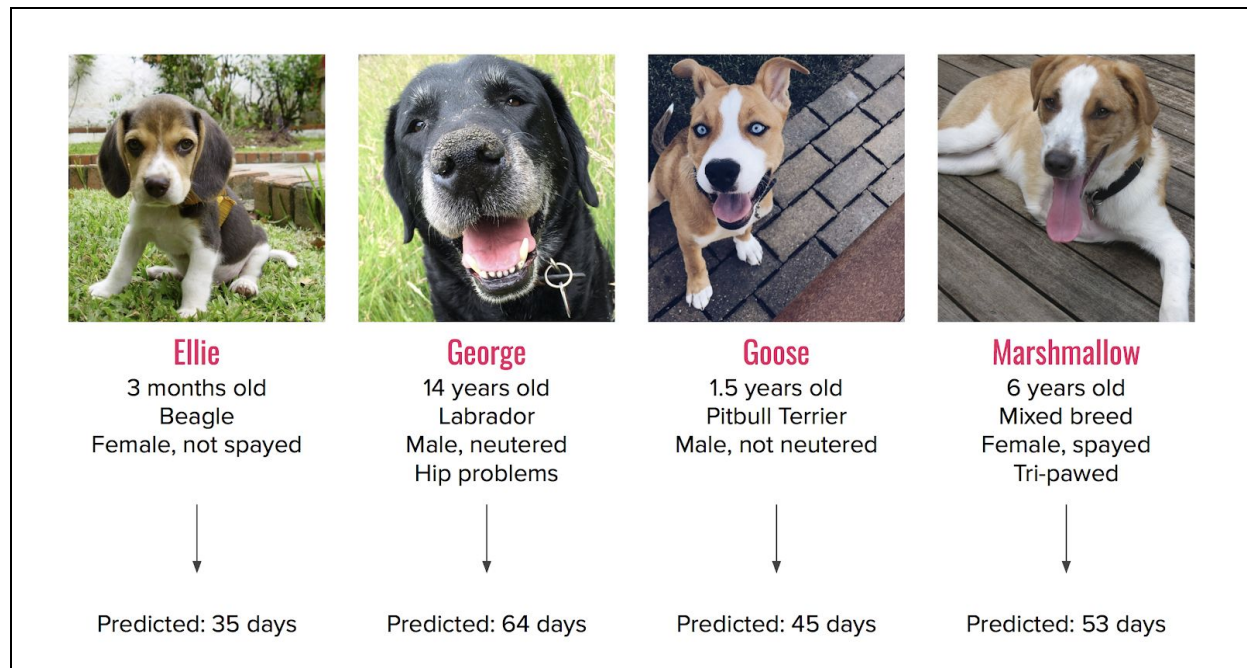 Ellie
3 months old
Beagle
Female, not spayed
Predicted: 35 days
George
14 years old
Labrador
Male, neutered
Hip problems
Predicted: 64 days
Goose
1.5 years old
Pitbull Terrier
Male, not neutered
Predicted: 45 days
Marshmallow
6 years old
Mixed breed
Female, spayed
Tri-pawed
Predicted: 53 days